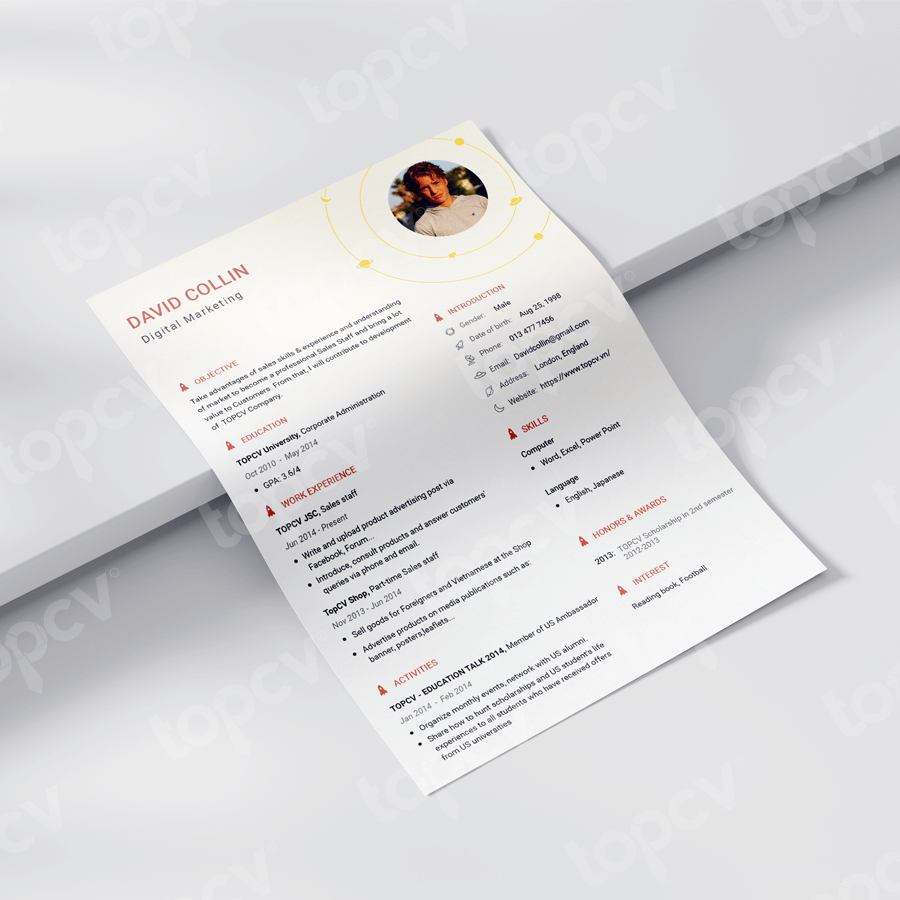 DAVID COLLIN
Digital Marketing
OBJECTIVE
Take advantages of sales skills & experience and understanding
of market to become a professional Sales Staff and bring a lot
value to Customers. From that, I will contribute to development
of TOPCV Company.
EDUCATION
TOPCV University, Corporate Administration
Oct 2010 - May 2014
GPA: 3.6/4
WORK EXPERIENCE
TOPCV JSC, Sales staff
Jun 2014 - Present
Write and upload product advertising post via
Facebook, Forum...
Introduce, consult products and answer customers'
queries via phone and email.
TopCV Shop, Part-time Sales staff
Nov 2013 - Jun 2014
Sell goods for Foreigners and Vietnamese at the Shop
Advertise products on media publications such as:
banner, posters,leaflets...
ACTIVITIES
TOPCV - EDUCATION TALK 2014, Member of US Ambassador
Jan 2014 - Feb 2014
Organize monthly events, network with US alumni.
Share how to hunt scholarships and US student's life
experiences to all students who have received offers
from US universities
INTRODUCTION
Gender: Male
Date of birth: Aug 25, 1998
Phone: 013 477 7456
Email: Davidcollin@gmail.com
Address: London, England
Website: https://www.topcv.vn/
SKILLS
Computer
Word, Excel, Power Point
Language
English, Japanese
HONORS & AWARDS
2013: TOPCV Scholarship in 2nd semester
2012-2013
INTEREST
Reading book, Football
topcv